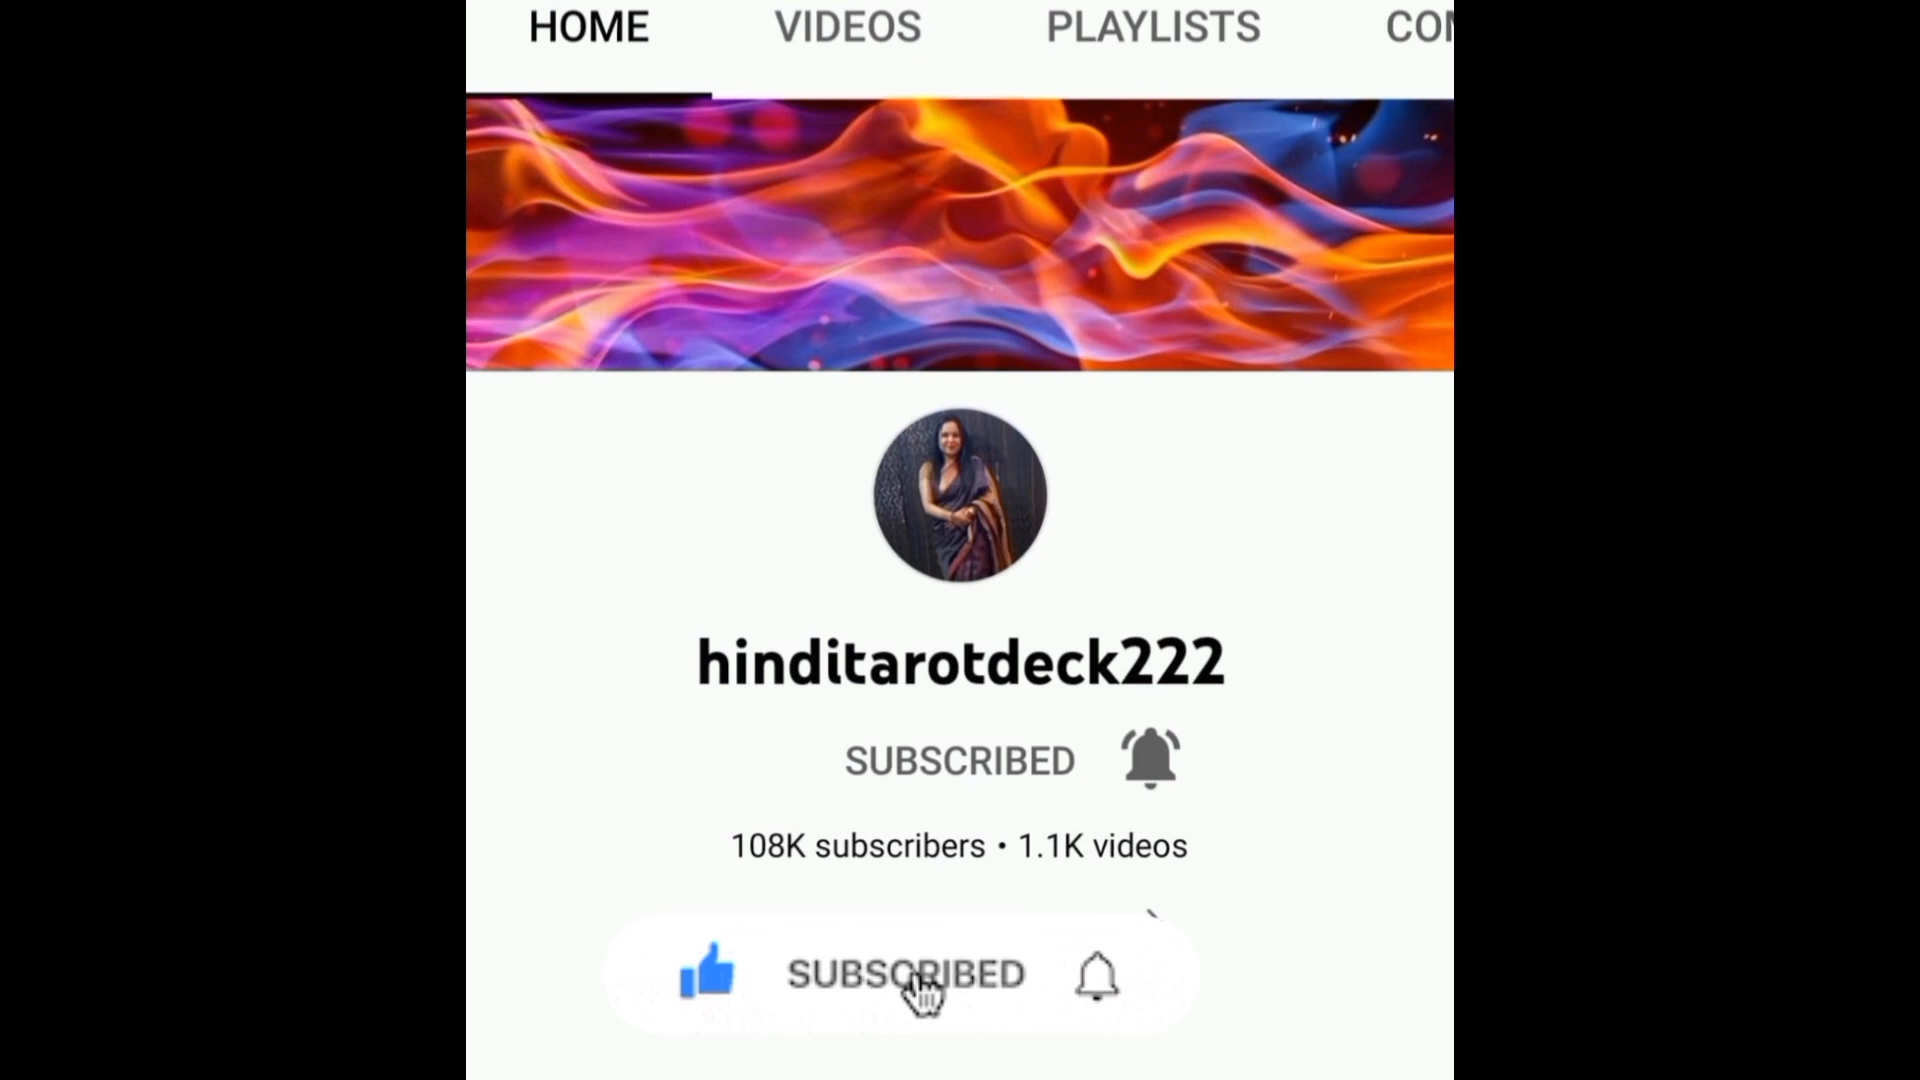 HOME VIDEOS PLAYLISTS
hinditarotdeck222
SUBSCRIBED
108K subscribers • 1.1K videos
SUBSCRIBED